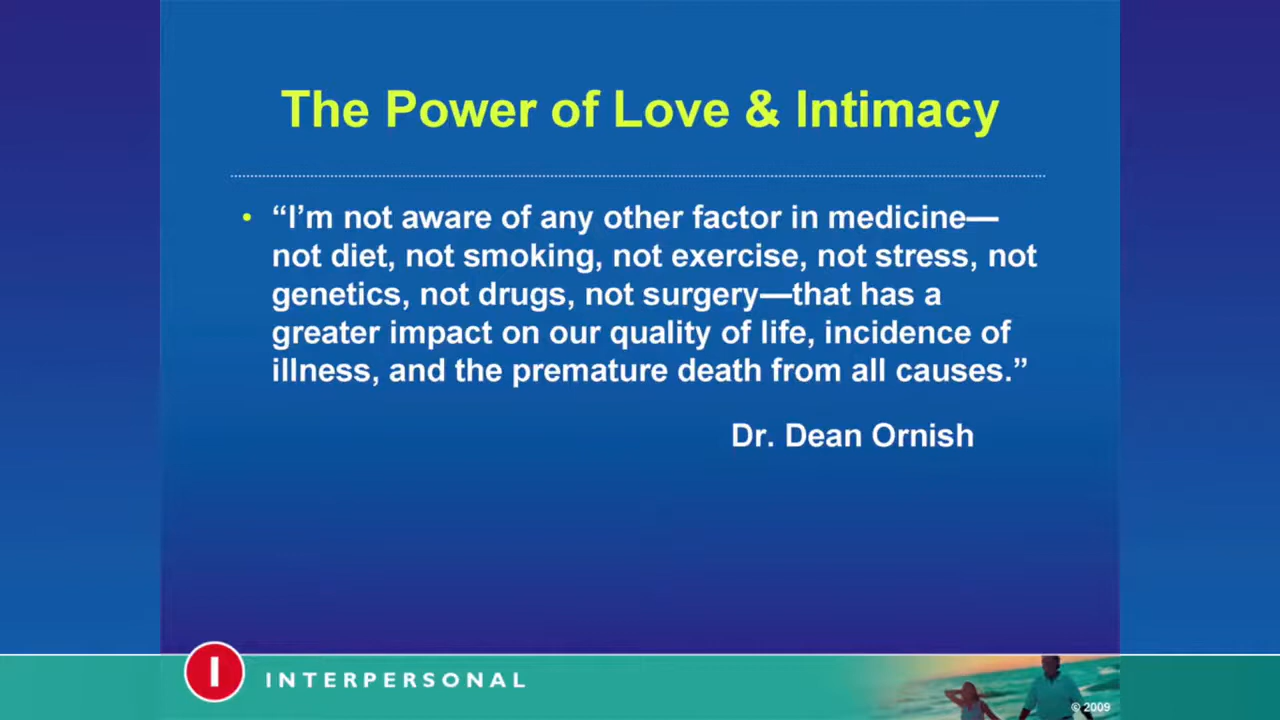 The Power of Love & Intimacy
• “I’m not aware of any other factor in medicine—
not diet, not smoking, not exercise, not stress, not
genetics, not drugs, not surgery—that has a
greater impact on our quality of life, incidence of
illness, and the premature death from all causes.”
Dr. Dean Ornish
I INTERPERSONAL
© 2009